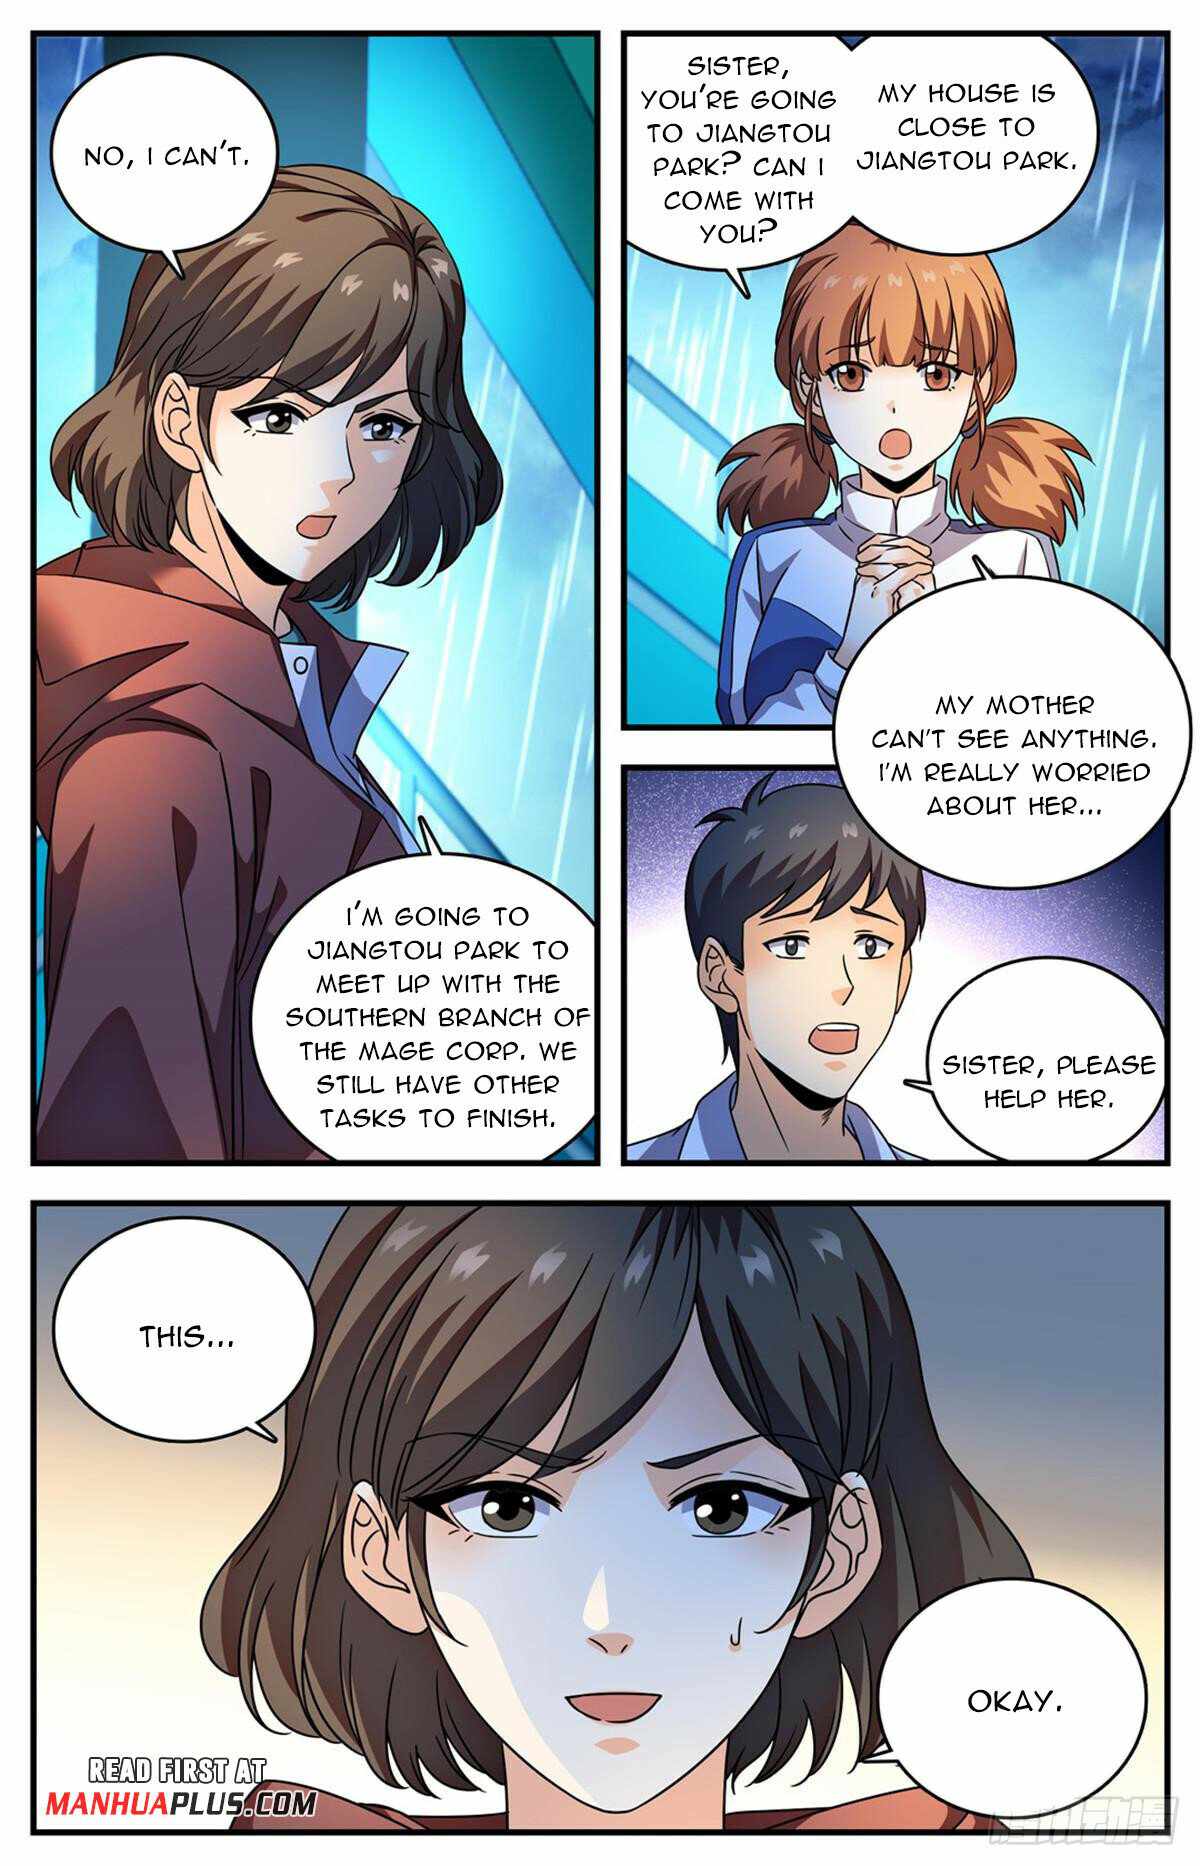 NO, I CAN'T.
I'M GOING TO
JIANGTOU PARK TO
MEET UP WITH THE
SOUTHERN BRANCH OF
THE MAGE CORP. WE
STILL HAVE OTHER
TASKS TO FINISH.
SISTER,
YOU'RE GOING
TO JIANGTOU
PARK? CAN I
COME WITH
YOU?
MY HOUSE IS
CLOSE TO
JIANGTOU PARK.
MY MOTHER
CAN'T SEE ANYTHING.
I'M REALLY WORRIED
ABOUT HER...
SISTER, PLEASE
HELP HER.
THIS...
OKAY.
READ FIRST AT
MANHUAPLUS.COM